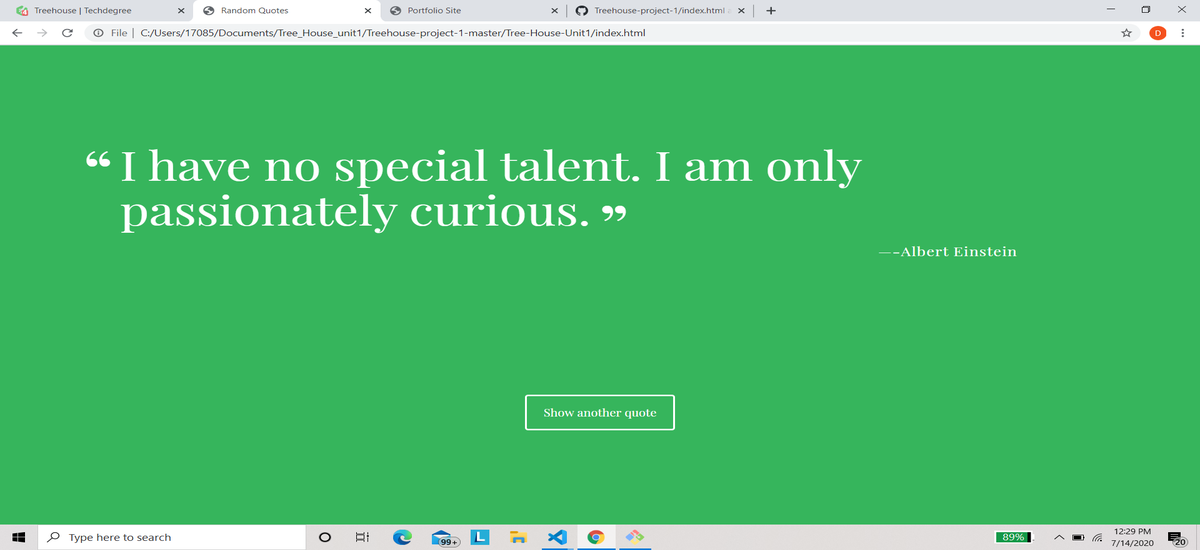 Treehouse | Techdegree
Random Quotes
Portfolio Site
Treehouse-project-1/index.html
File | C:/Users/17085/Documents/Tree_House_unit1/Treehouse-project-1-master/Tree-House-Unit1/index.html
D
“ I have no special talent. I am only
passionately curious. ”
—-Albert Einstein
Show another quote
Type here to search
99+
L
89%
12:29 PM
7/14/2020
20